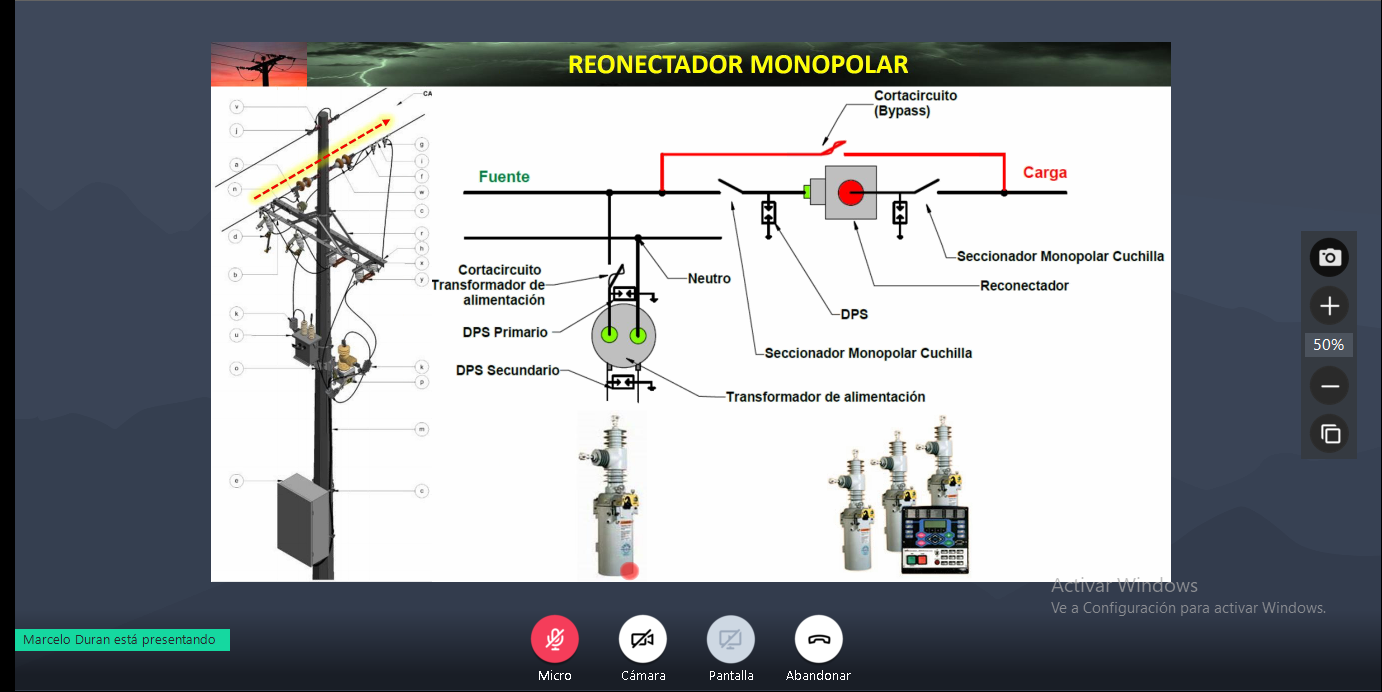 REONECTADOR MONOPOLAR
CA
v
j
a
n
d
b
k
u
o
e
g
i
f
w
c
r
h
x
y
k
p
m
c
Cortacircuito
(Bypass)
Fuente
Carga
Seccionador Monopolar Cuchilla
Reconectador
Cortacircuito
Transformador de
alimentación
Neutro
DPS Primario
DPS
Seccionador Monopolar Cuchilla
DPS Secundario
Transformador de alimentación
50%
Activar Windows
Ve a Configuración para activar Windows.
Marcelo Duran está presentando
Micro
Cámara
Pantalla
Abandonar